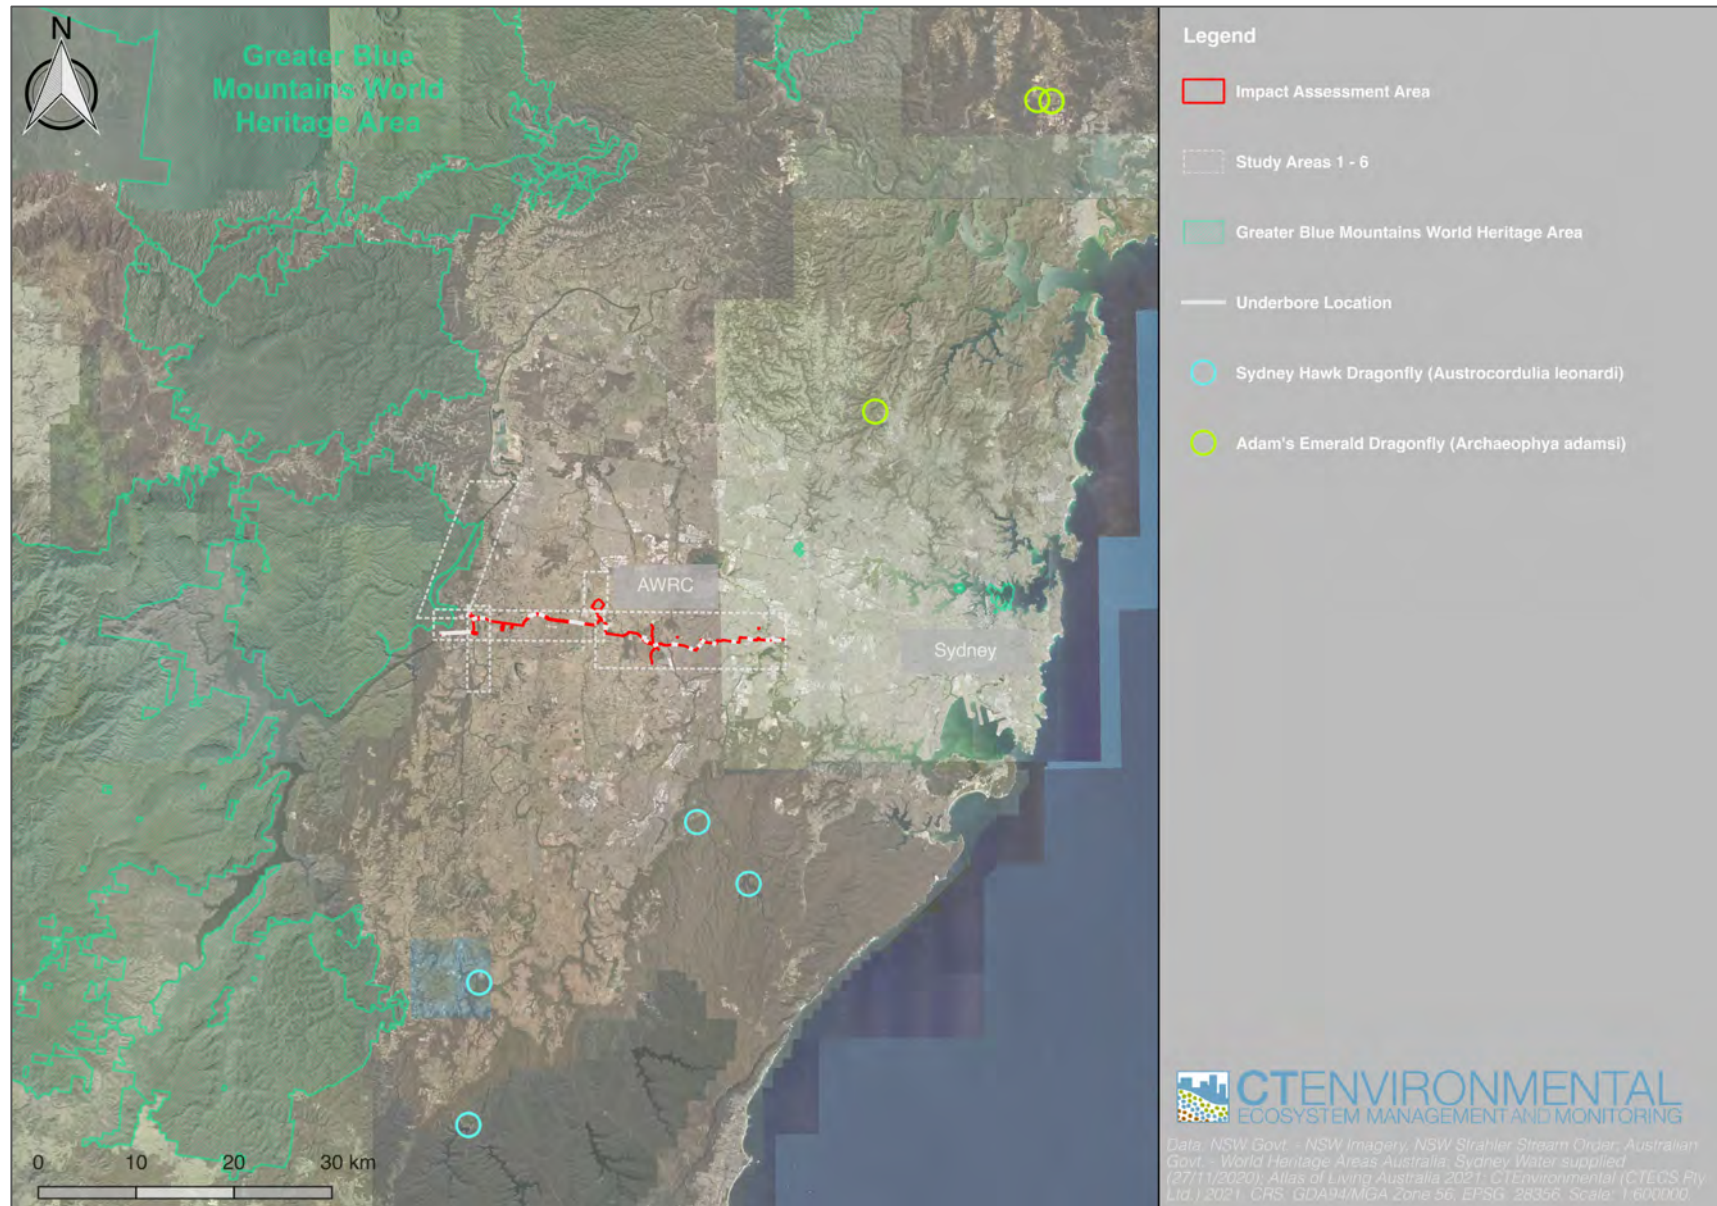 N
Greater Blue
Mountains World
Heritage Area
AWRC
Sydney
0 10 20 30 km
Legend
Impact Assessment Area
Study Areas 1 - 6
Greater Blue Mountains World Heritage Area
Underbore Location
Sydney Hawk Dragonfly (Austrocordulia leonardi)
Adam's Emerald Dragonfly (Archaeophya adamsi)
CTENVIRONMENTAL
ECOSYSTEM MANAGEMENT AND MONITORING
Data: NSW Govt. - NSW Imagery, NSW Strahler Stream Order; Australian
Govt. - World Heritage Areas Australia; Sydney Water supplied
(27/11/2020); Atlas of Living Australia 2021; CTEnvironmental (CTECS Pty
Ltd.) 2021. CRS: GDA94/MGA Zone 56, EPSG: 28356. Scale: 1:600000